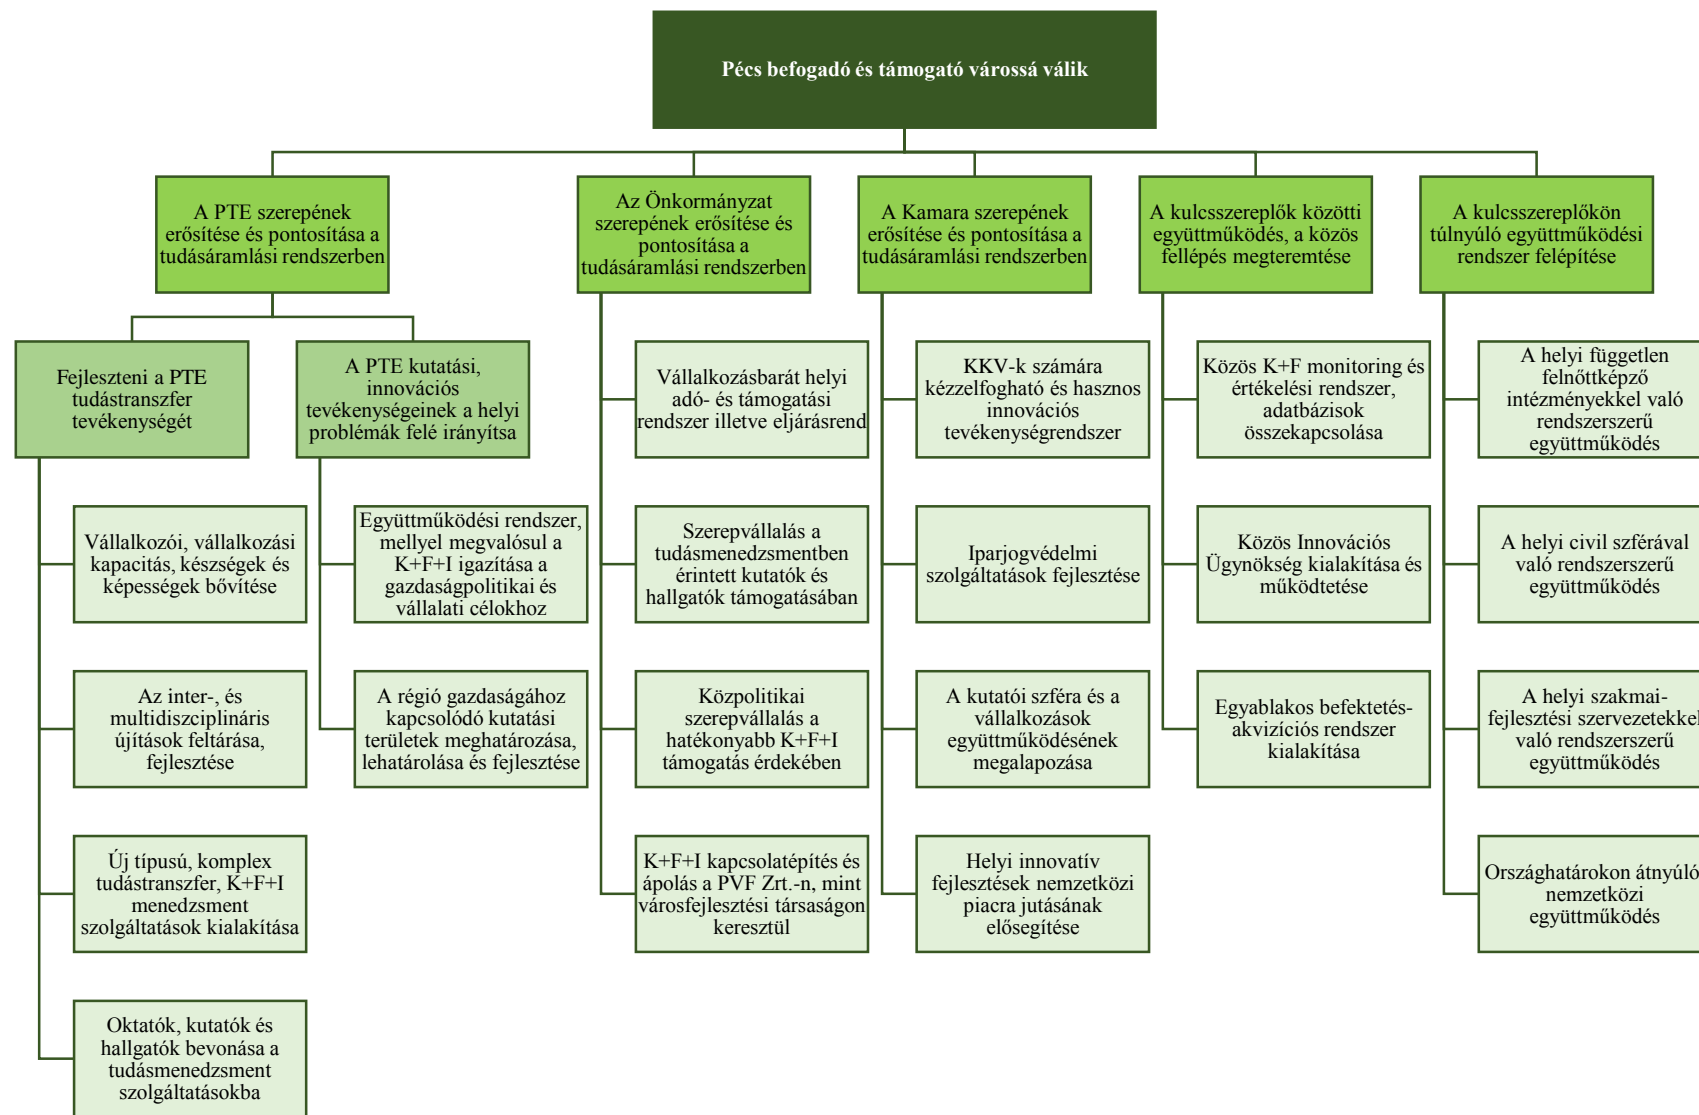 Pécs befogadó és támogató várossá válik
A PTE szerepének
erősítése és pontosítása a
tudásáramlási rendszerben
Az Önkormányzat
szerepének erősítése és
pontosítása a
tudásáramlási rendszerben
A Kamara szerepének
erősítése és pontosítása a
tudásáramlási rendszerben
A kulcsszereplők közötti
együttműködés, a közös
fellépés megteremtése
A kulcsszereplőkön
túlnyúló együttműködési
rendszer felépítése
Fejleszteni a PTE
tudástranszfer
tevékenységét
A PTE kutatási,
innovációs
tevékenységeinek a helyi
problémák felé irányítsa
Vállalkozásbarát helyi
adó- és támogatási
rendszer illetve eljárásrend
KKV-k számára
kézzelfogható és hasznos
innovációs
tevékenységrendszer
Közös K+F monitoring és
értékelési rendszer,
adatbázisok
összekapcsolása
A helyi független
felnőttképző
intézményekkel való
rendszerszerű
együttműködés
Vállalkozói, vállalkozási
kapacitás, készségek és
képességek bővítése
Együttműködési rendszer,
mellyel megvalósul a
K+F+I igazítása a
gazdaságpolitikai és
vállalati célokhoz
Szerepvállalás a
tudásmenedzsmentben
érintett kutatók és
hallgatók támogatásában
Iparjogvédelmi
szolgáltatások fejlesztése
Közös Innovációs
Ügynökség kialakítása és
működtetése
A helyi civil szférával
való rendszerszerű
együttműködés
Az inter-, és
multidiszciplináris
újítások feltárása,
fejlesztése
A régió gazdaságához
kapcsolódó kutatási
területek meghatározása,
lehatárolása és fejlesztése
Közpolitikai
szerepvállalás a
hatékonyabb K+F+I
támogatás érdekében
A kutatói szféra és a
vállalkozások
együttműködésének
megalapozása
Egyablakos befektetés-
akvizíciós rendszer
kialakítása
A helyi szakmai-
fejlesztési szervezetekkel
való rendszerszerű
együttműködés
Új típusú, komplex
tudástranszfer, K+F+I
menedzsment
szolgáltatások kialakítása
K+F+I kapcsolatépítés és
ápolás a PVF Zrt.-n, mint
városfejlesztési társaságon
keresztül
Helyi innovatív
fejlesztések nemzetközi
piacra jutásának
elősegítése
Országhatárokon átnyúló
nemzetközi
együttműködés
Oktatók, kutatók és
hallgatók bevonása a
tudásmenedzsment
szolgáltatásokba